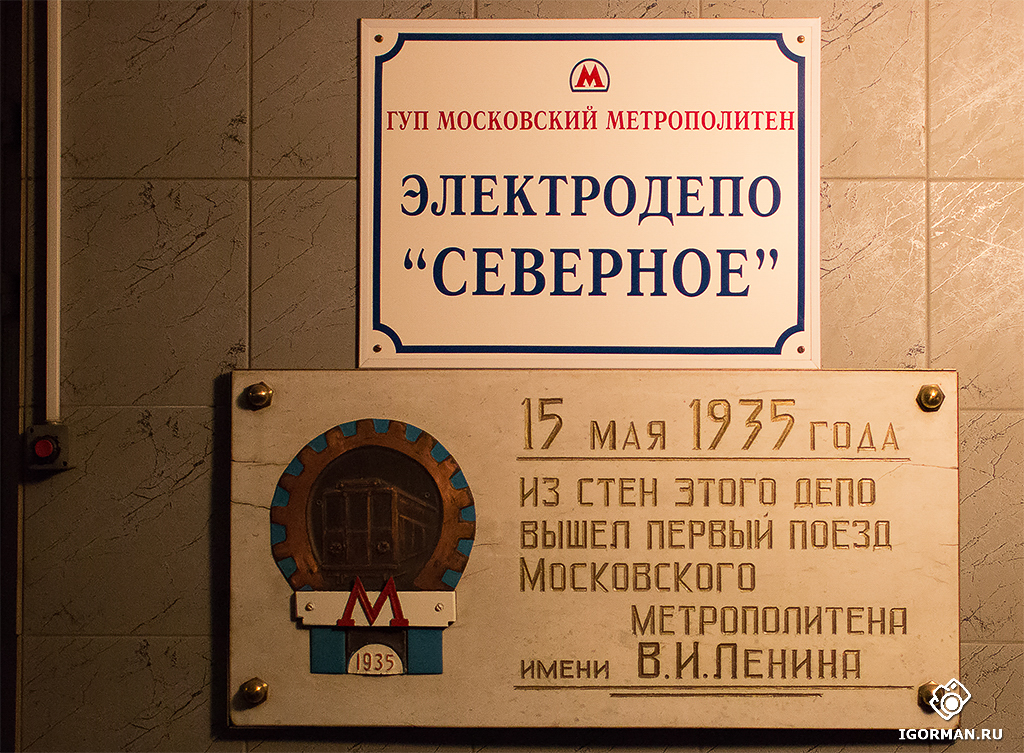 М
ГУП МОСКОВСКИЙ МЕТРОПОЛИТЕН
ЭЛЕКТРОДЕПО
“СЕВЕРНОЕ”
15 МАЯ 1935 ГОДА
ИЗ СТЕН ЭТОГО ДЕПО
ВЫШЕЛ ПЕРВЫЙ ПОЕЗД
МОСКОВСКОГО
МЕТРОПОЛИТЕНА
ИМЕНИ В.И.ЛЕНИНА
М
1935
IGORMAN.RU